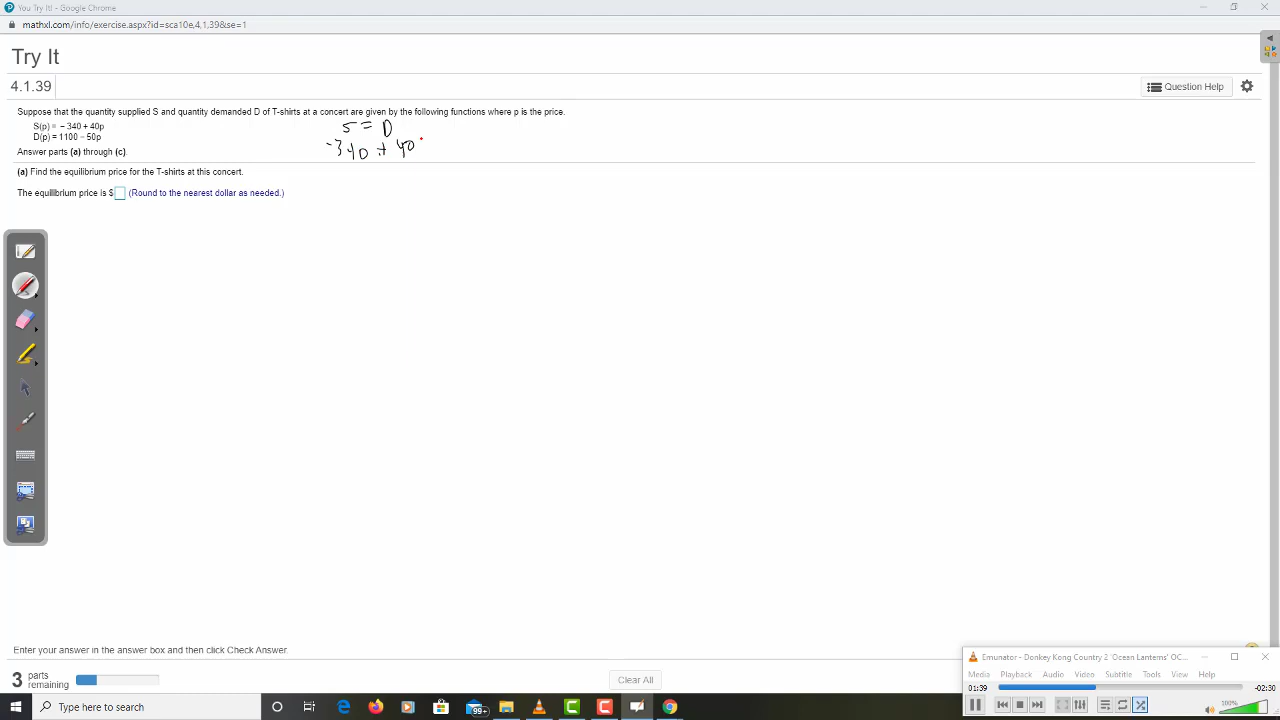 You Try It! - Google Chrome
mathxl.com/info/exercise.aspx?id=sca10e,4,1,39&se=1
Try It
4.1.39
Question Help
Suppose that the quantity supplied S and quantity demanded D of T-shirts at a concert are given by the following functions where p is the price.
S(p) = − 340 + 40p
D(p) = 1100 − 50p
S = D
-340 + 40
Answer parts (a) through (c).
(a) Find the equilibrium price for the T-shirts at this concert.
The equilibrium price is $ (Round to the nearest dollar as needed.)
Enter your answer in the answer box and then click Check Answer.
3 parts remaining
Clear All
Emunator - Donkey Kong Country 2 'Ocean Lanterns' OC...
Media Playback Audio Video Subtitle Tools View Help
01:39 -02:30
100%
99+
Type here to search